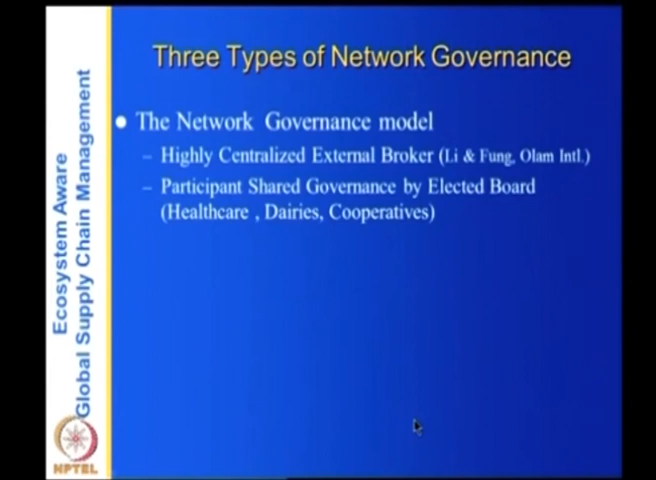 Three Types of Network Governance
● The Network Governance model
– Highly Centralized External Broker (Li & Fung, Olam Intl.)
– Participant Shared Governance by Elected Board
(Healthcare , Dairies, Cooperatives)
Ecosystem Aware
Global Supply Chain Management
NPTEL